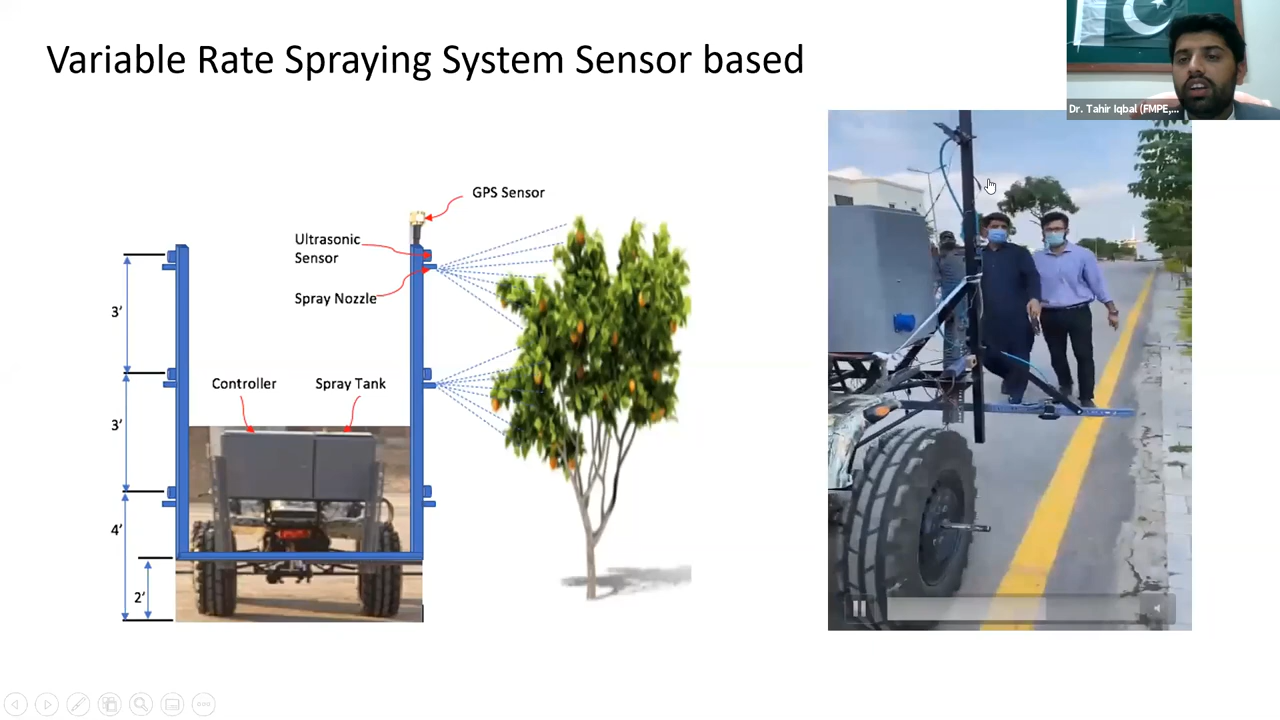 Variable Rate Spraying System Sensor based
Dr. Tahir Iqbal (FMPE,...
GPS Sensor
Ultrasonic
Sensor
Spray Nozzle
3’
Controller
Spray Tank
3’
4’
2’